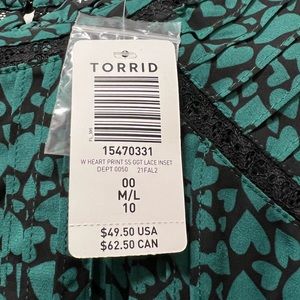 TORRID
15470331
W HEART PRINT SS GGT LACE INSET
DEPT 0050 21FAL2
00
M/L
10
$49.50 USA
$62.50 CAN